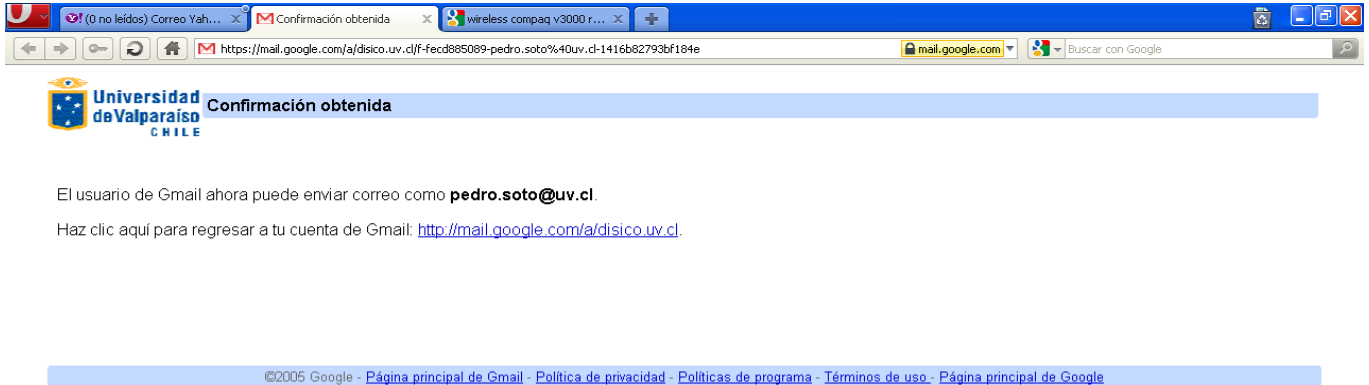 (0 no leídos) Correo Yah...
Confirmación obtenida
wireless compaq v3000 r...
https://mail.google.com/a/disico.uv.cl/f-fecd885089-pedro.soto%40uv.cl-1416b82793bf184e
mail.google.com
Buscar con Google
Universidad
de Valparaíso
CHILE
Confirmación obtenida
El usuario de Gmail ahora puede enviar correo como pedro.soto@uv.cl.
Haz clic aquí para regresar a tu cuenta de Gmail: http://mail.google.com/a/disico.uv.cl.
©2005 Google - Página principal de Gmail - Política de privacidad - Políticas de programa - Términos de uso - Página principal de Google